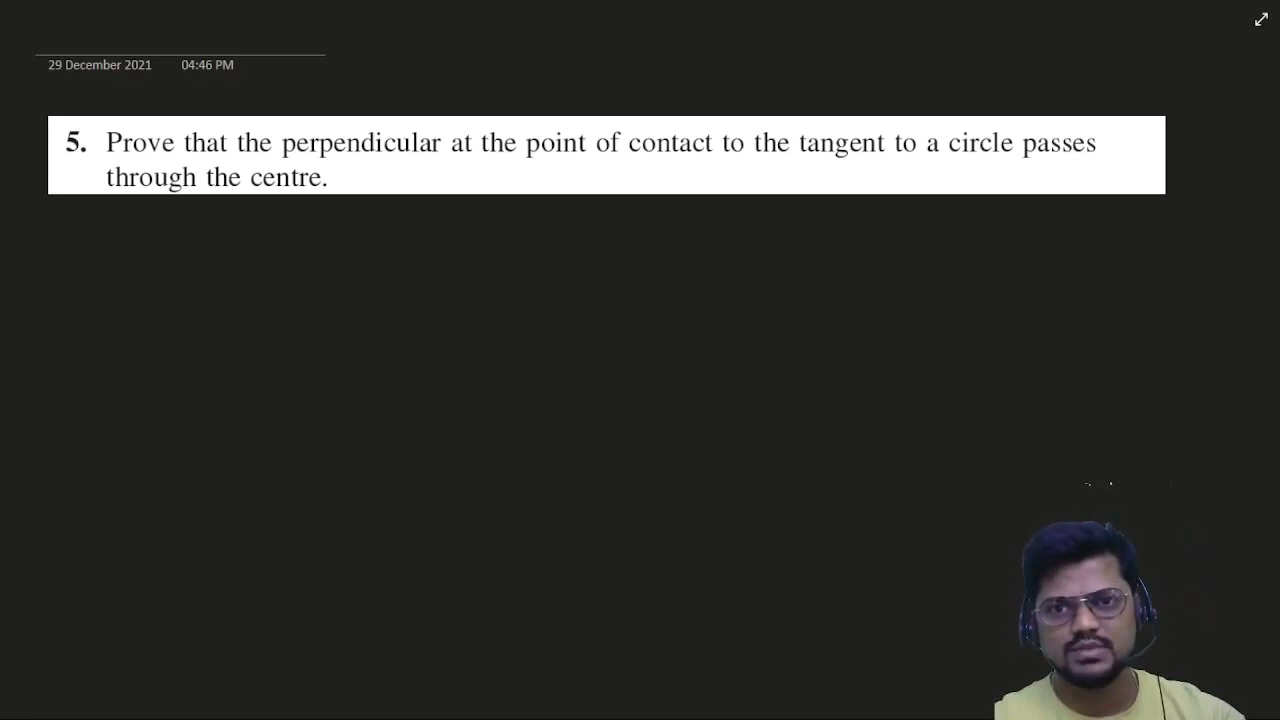 29 December 2021 04:46 PM
5. Prove that the perpendicular at the point of contact to the tangent to a circle passes
through the centre.